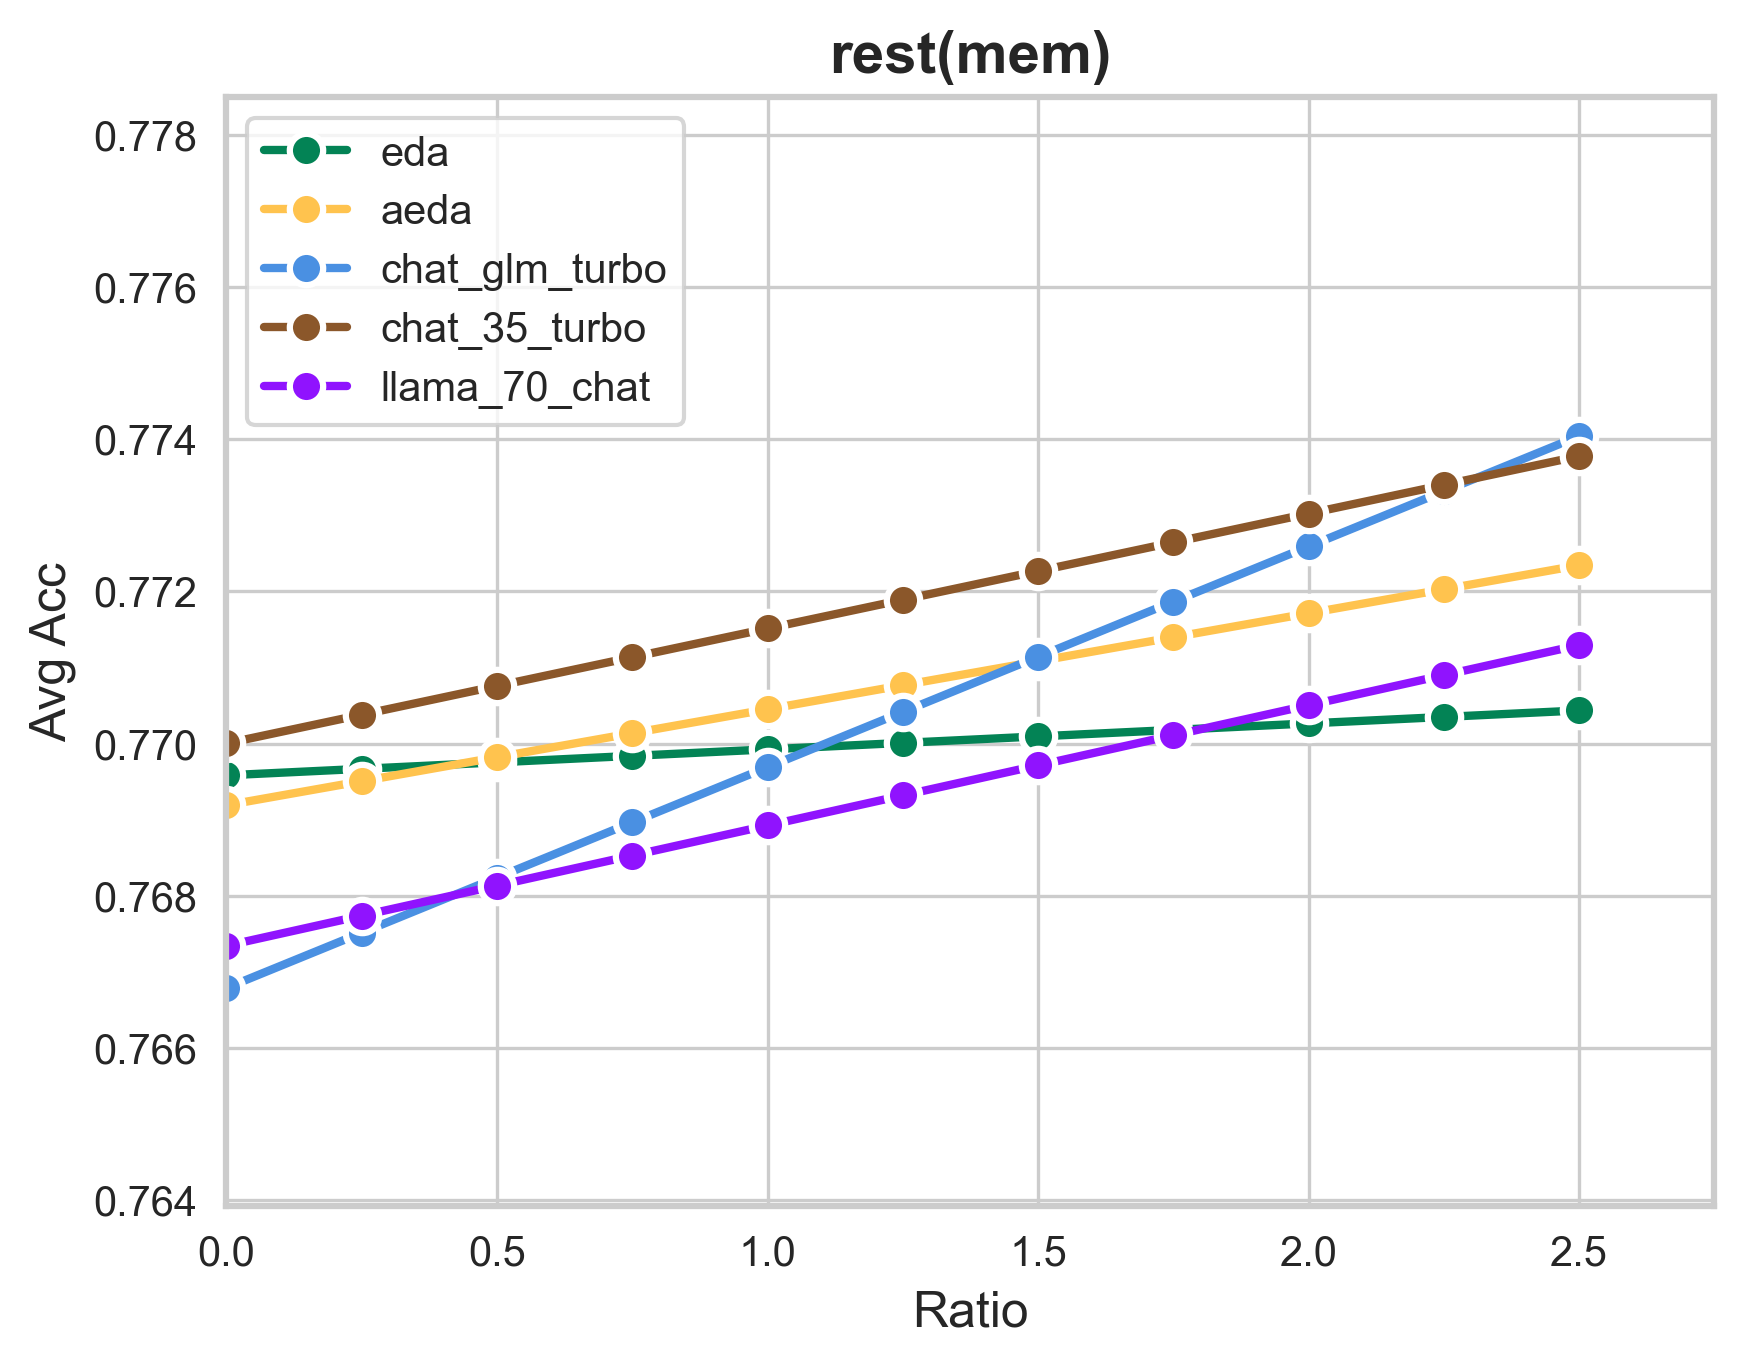 rest(mem)
0.778
0.776
0.774
0.772
0.770
0.768
0.766
0.764
Avg Acc
eda
aeda
chat_glm_turbo
chat_35_turbo
llama_70_chat
0.0 0.5 1.0 1.5 2.0 2.5
Ratio